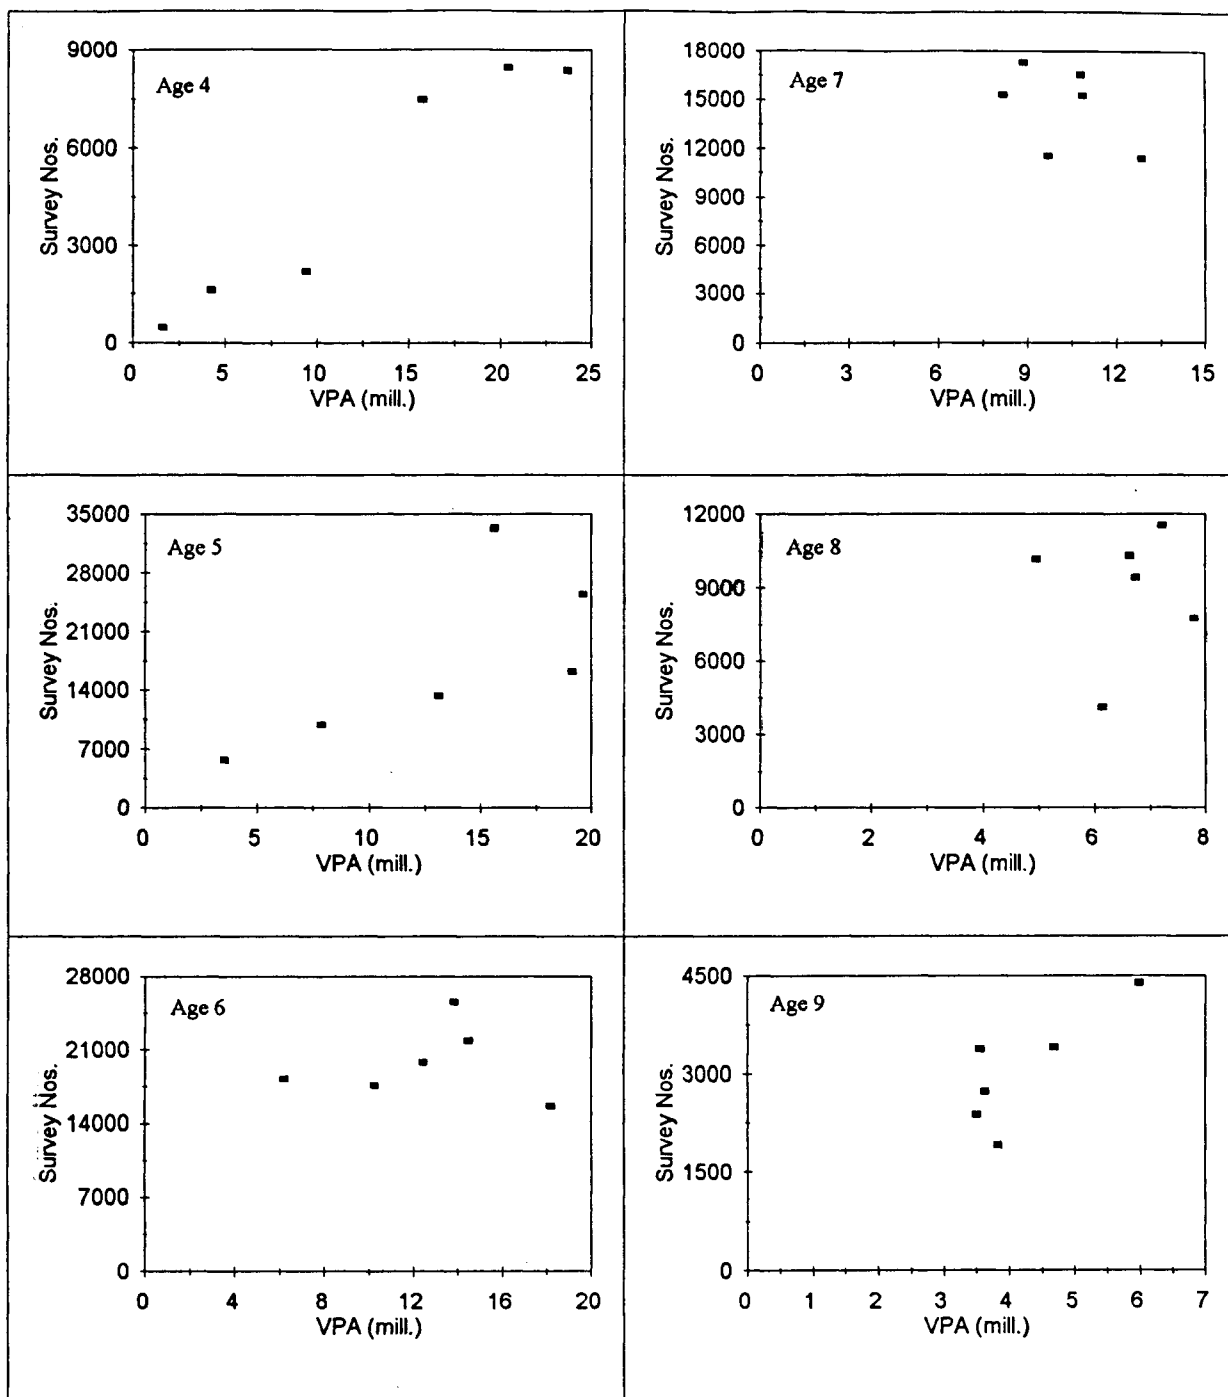 Age 4
Survey Nos.
9000
6000
3000
0
0 5 10 15 20 25
VPA (mill.)
Age 7
Survey Nos.
18000
15000
12000
9000
6000
3000
0
0 3 6 9 12 15
VPA (mill.)
Age 5
Survey Nos.
35000
28000
21000
14000
7000
0
0 5 10 15 20
VPA (mill.)
Age 8
Survey Nos.
12000
9000
6000
3000
0
0 2 4 6 8
VPA (mill.)
Age 6
Survey Nos.
28000
21000
14000
7000
0
0 4 8 12 16 20
VPA (mill.)
Age 9
Survey Nos.
4500
3000
1500
0
0 1 2 3 4 5 6 7
VPA (mill.)